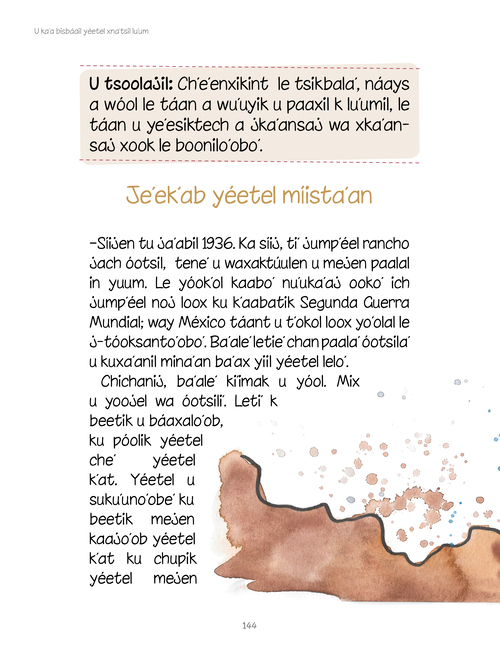 U ka'a bisbáail yéetel xna'tsil lu'um
U tsoolajil: Ch'e'enxikint le tsikbala', náays
a wóol le táan a wu'uyik u paaxil k lu'umil, le
táan u ye'esiktech a jka'ansaj wa xka'an-
saj xook le boonilo'obo'.
Je'ek'ab yéetel míista'an
–Síijen tu ja'abil 1936. Ka síij, ti' jump'éel rancho
jach óotsil, tene' u waxaktúulen u mejen paalal
in yuum. Le yóok'ol kaabo' nu'uka'aj ooko' ich
jump'éel noj loox ku k'aabatik Segunda Guerra
Mundial; way México táant u t'okol loox yo'olal le
j-tóoksanto'obo'. Ba'ale' letie' chan paala' óotsila'
u kuxa'anil mina'an ba'ax yiil yéetel lelo'.
Chichanij, ba'ale' ki'imak u yóol. Mix
u yoojel wa óotsili'. Leti' k
beetik u báaxalo'ob,
ku póolik yéetel
che' yéetel
k'at. Yéetel u
suku'uno'obe' ku
beetik mejen
kaajo'ob yéetel
k'at ku chupik
yéetel mejen
144